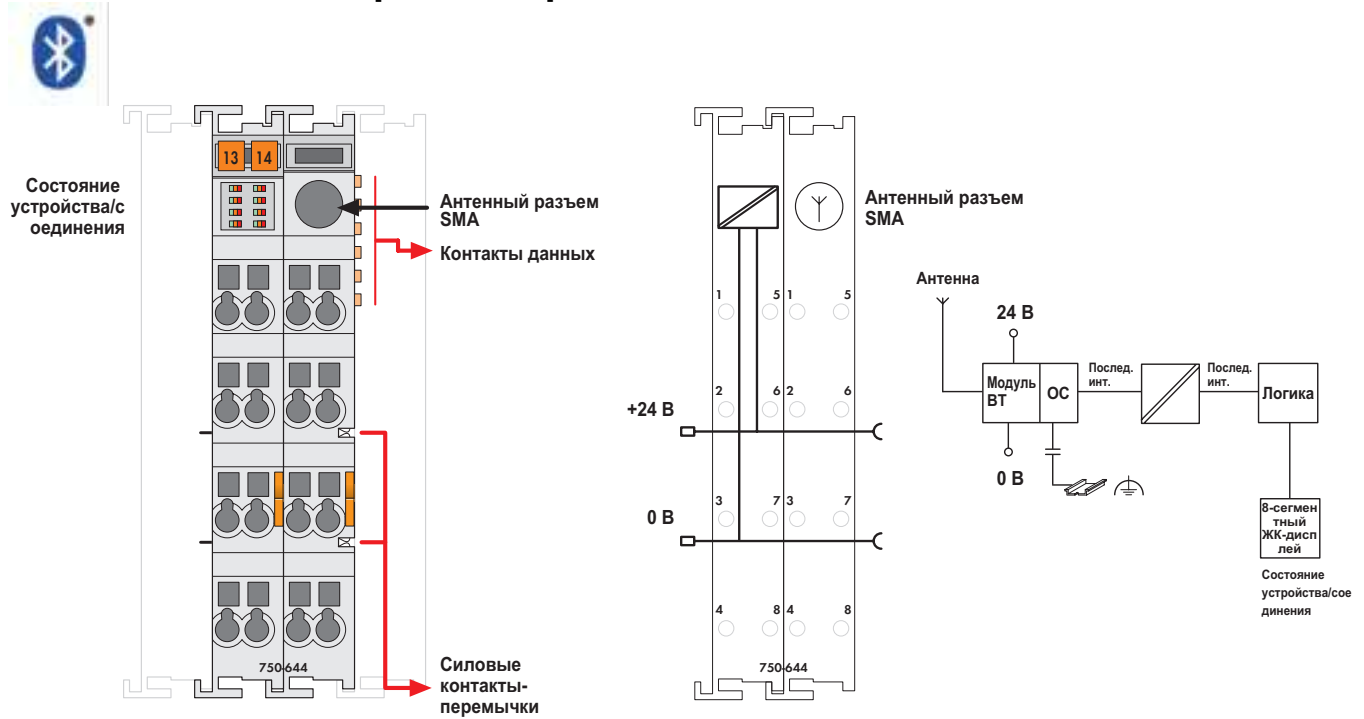 13 14
Состояние
устройства/с
оединения
Антенный разъем
SMA
Контакты данных
750-644
Силовые
контакты-
перемычки
Антенный разъем
SMA
1 5 1 5
2 6 2 6
+24 В
3 7 3 7
0 В
4 8 4 8
750-644
Антенна
24 В
Модуль
ВТ
ОС
Послед.
инт.
Послед.
инт.
Логика
0 В
8-сегмен
тный
ЖК-дисп
лей
Состояние
устройства/сое
динения